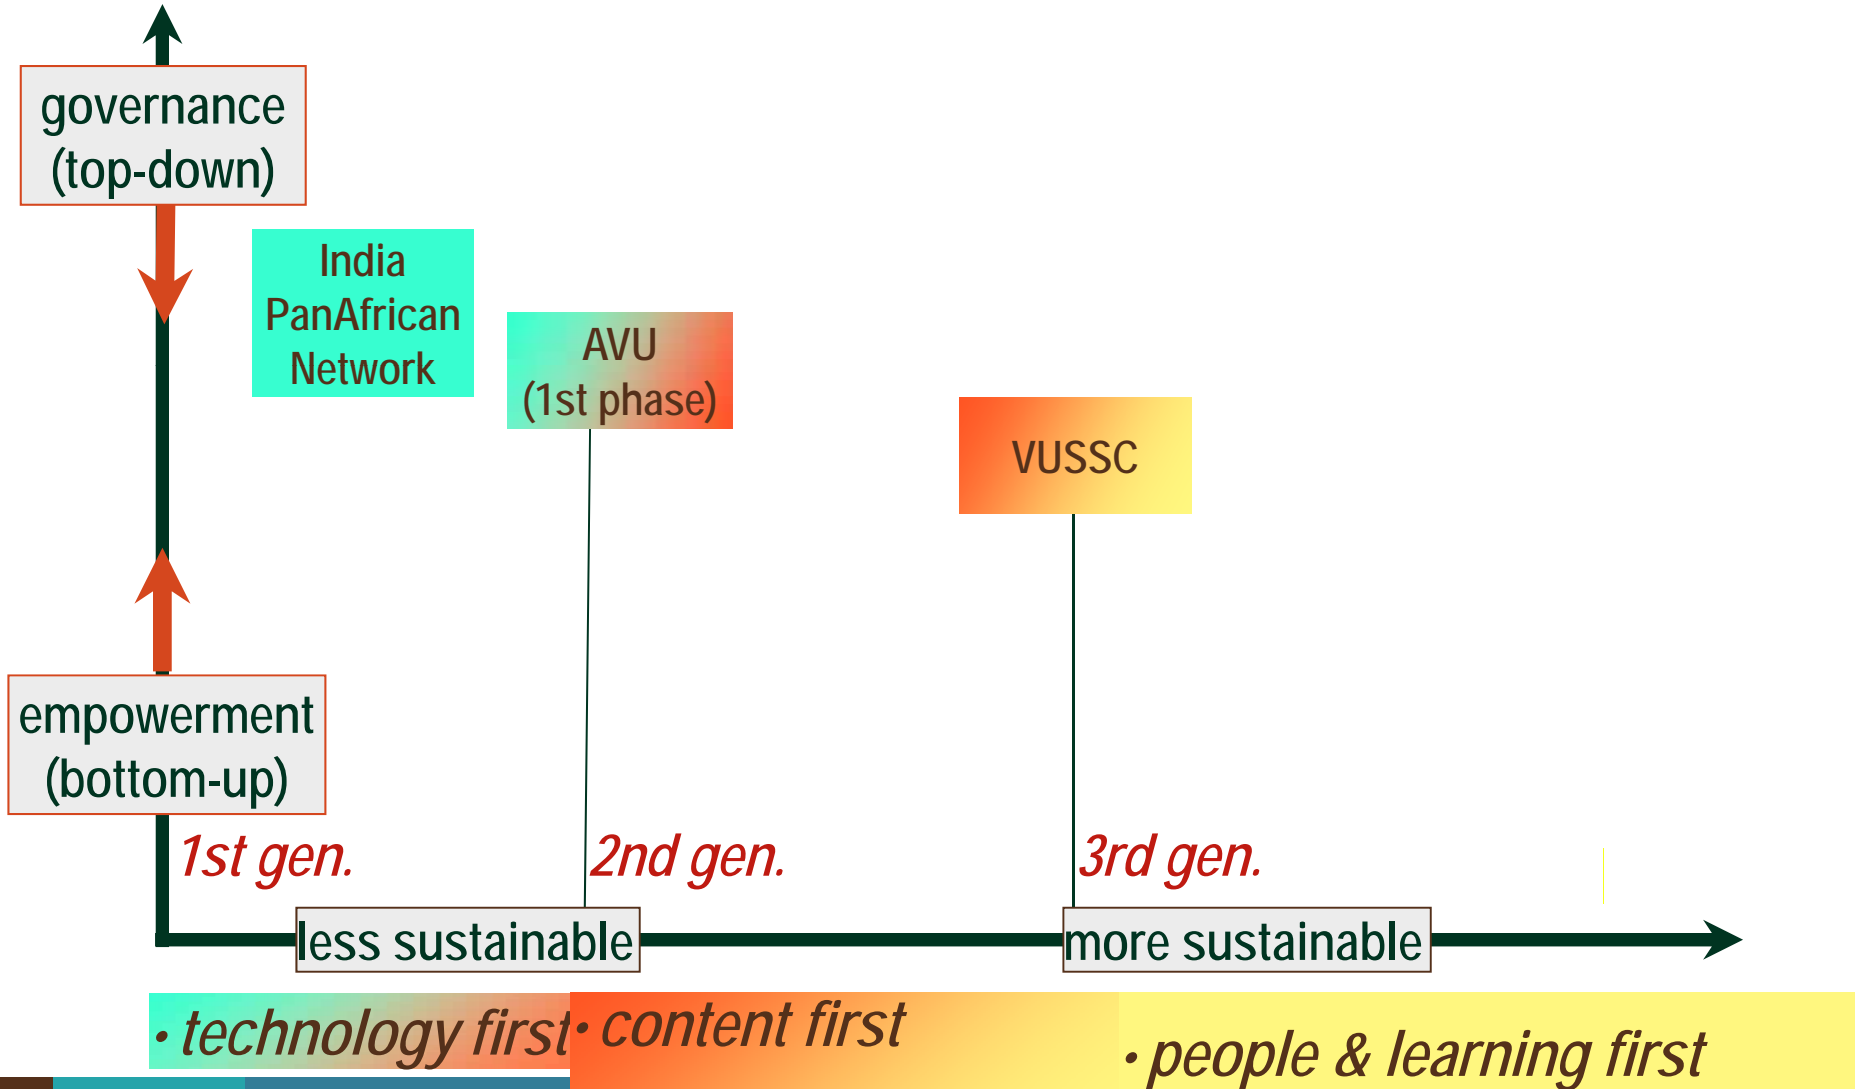 governance
(top-down)
India
PanAfrican
Network
AVU
(1st phase)
VUSSC
empowerment
(bottom-up)
1st gen.
2nd gen.
3rd gen.
less sustainable
more sustainable
• technology first
• content first
• people & learning first